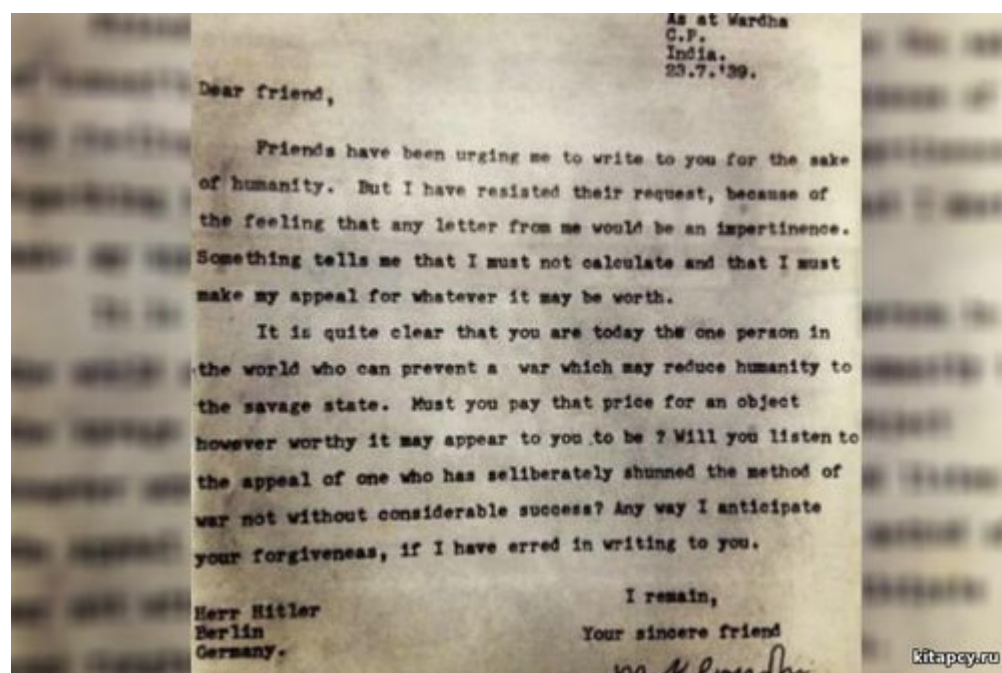 As at Wardha
C.P.
India.
23.7.'39.
Dear friend,
Friends have been urging me to write to you for the sake
of humanity. But I have resisted their request, because of
the feeling that any letter from me would be an impertinence.
Something tells me that I must not calculate and that I must
make my appeal for whatever it may be worth.
It is quite clear that you are today the one person in
the world who can prevent a war which may reduce humanity to
the savage state. Must you pay that price for an object
however worthy it may appear to you to be ? Will you listen to
the appeal of one who has seliberately shunned the method of
war not without considerable success? Any way I anticipate
your forgiveneas, if I have erred in writing to you.
I remain,
Your sincere friend
Herr Hitler
Berlin
Germany.
kitapcy.ru